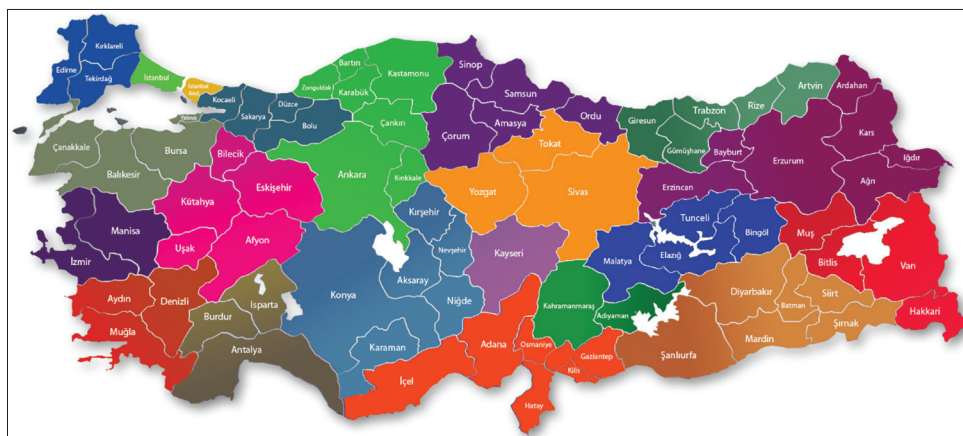 Kırklareli
Edirne
Tekirdağ
İstanbul
İstanbul
And.
Kocaeli
Yalova
Sakarya
Düzce
Bolu
Zonguldak
Bartın
Karabük
Kastamonu
Çankırı
Sinop
Samsun
Çorum
Amasya
Ordu
Tokat
Giresun
Trabzon
Gümüşhane
Rize
Artvin
Bayburt
Ardahan
Kars
Iğdır
Erzurum
Ağrı
Erzincan
Çanakkale
Balıkesir
Bursa
Bilecik
Eskişehir
Kütahya
Ankara
Kırıkkale
Yozgat
Sivas
Kırşehir
Nevşehir
Kayseri
Manisa
İzmir
Uşak
Afyon
Konya
Aksaray
Niğde
Karaman
Malatya
Tunceli
Elazığ
Bingöl
Muş
Bitlis
Van
Hakkari
Aydın
Muğla
Denizli
Burdur
Isparta
Antalya
İçel
Adana
Osmaniye
Kahramanmaraş
Adıyaman
Gaziantep
Kilis
Hatay
Şanlıurfa
Diyarbakır
Batman
Siirt
Mardin
Şırnak